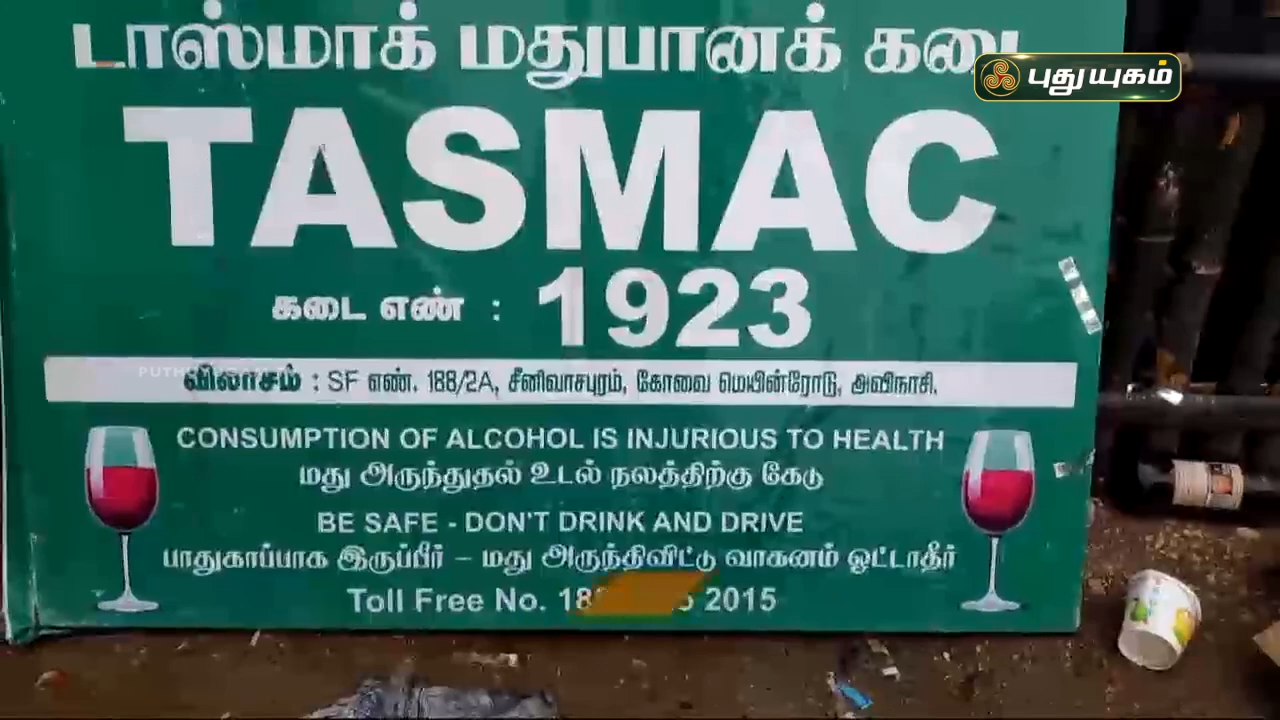 டாஸ்மாக் மதுபானக் கடை
புதுயுகம்
TASMAC
கடை எண் : 1923
விலாசம் : SF எண். 188/2A, சீனிவாசபுரம், கோவை மெயின்ரோடு, அவிநாசி.
CONSUMPTION OF ALCOHOL IS INJURIOUS TO HEALTH
மது அருந்துதல் உடல் நலத்திற்கு கேடு
BE SAFE - DON'T DRINK AND DRIVE
பாதுகாப்பாக இருப்பீர் – மது அருந்திவிட்டு வாகனம் ஓட்டாதீர்
Toll Free No. 2015